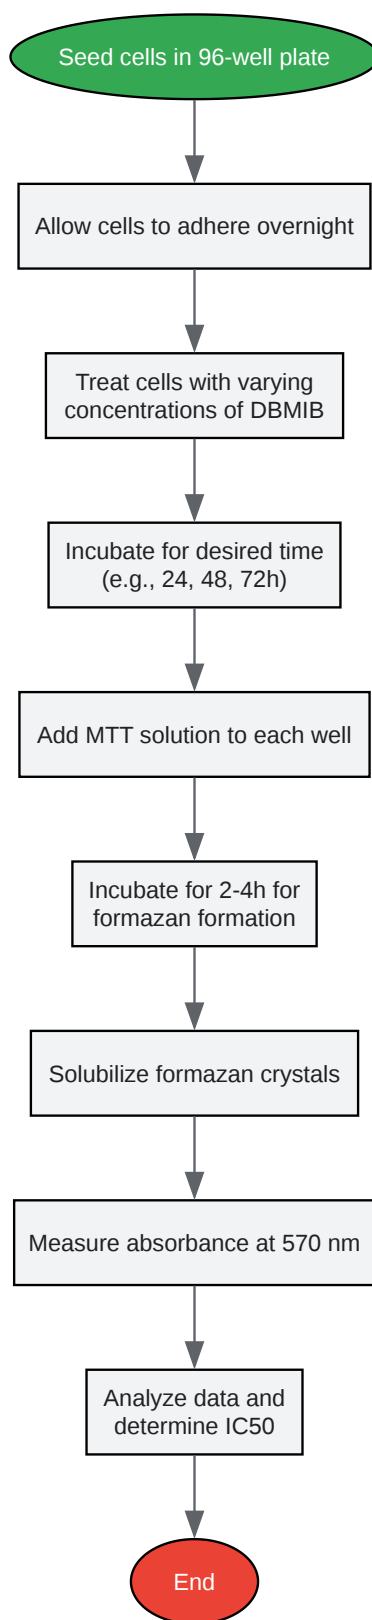 Seed cells in 96-well plate
Allow cells to adhere overnight
Treat cells with varying
concentrations of DBMIB
Incubate for desired time
(e.g., 24, 48, 72h)
Add MTT solution to each well
Incubate for 2-4h for
formazan formation
Solubilize formazan crystals
Measure absorbance at 570 nm
Analyze data and
determine IC50
End